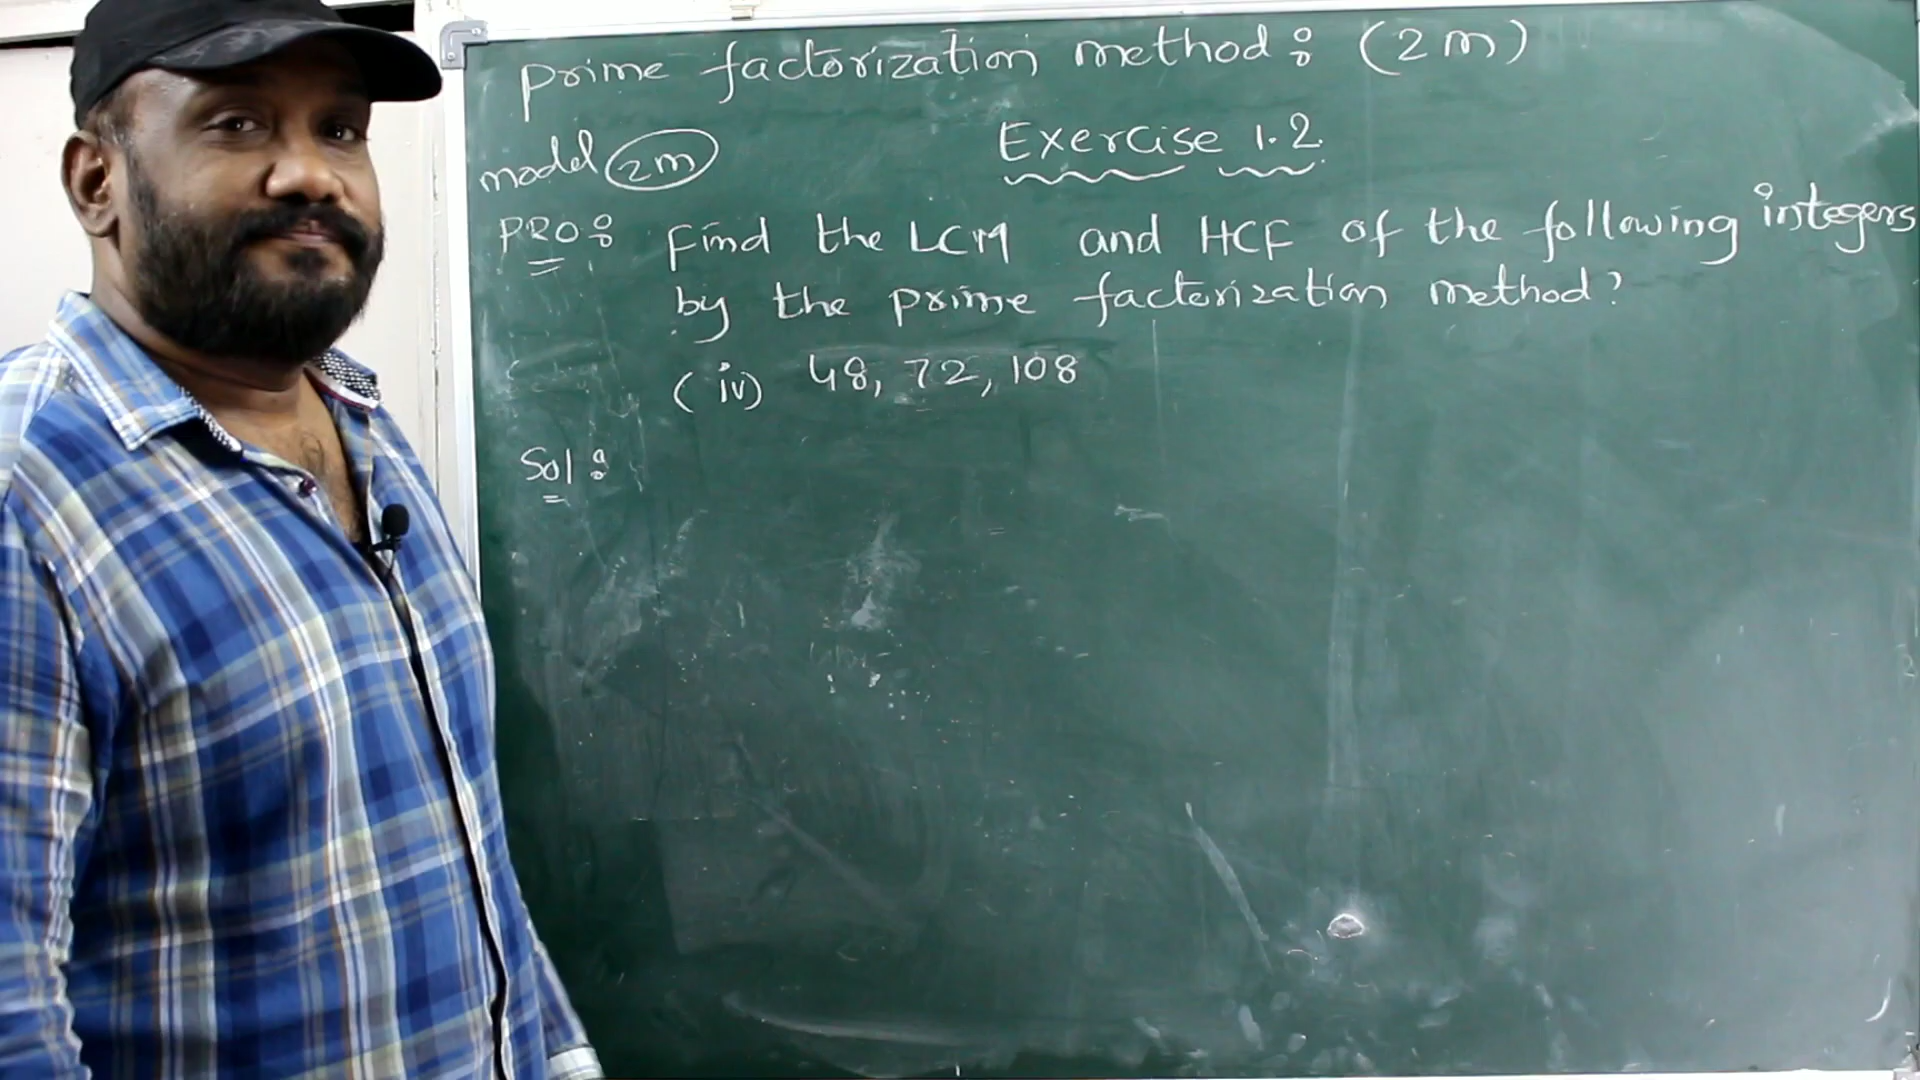 Prime factorization method : (2m)
model 2m
Exercise 1.2.
PRO : Find the LCM and HCF of the following integers
by the prime factorization method?
(iv) 48, 72, 108
Sol :